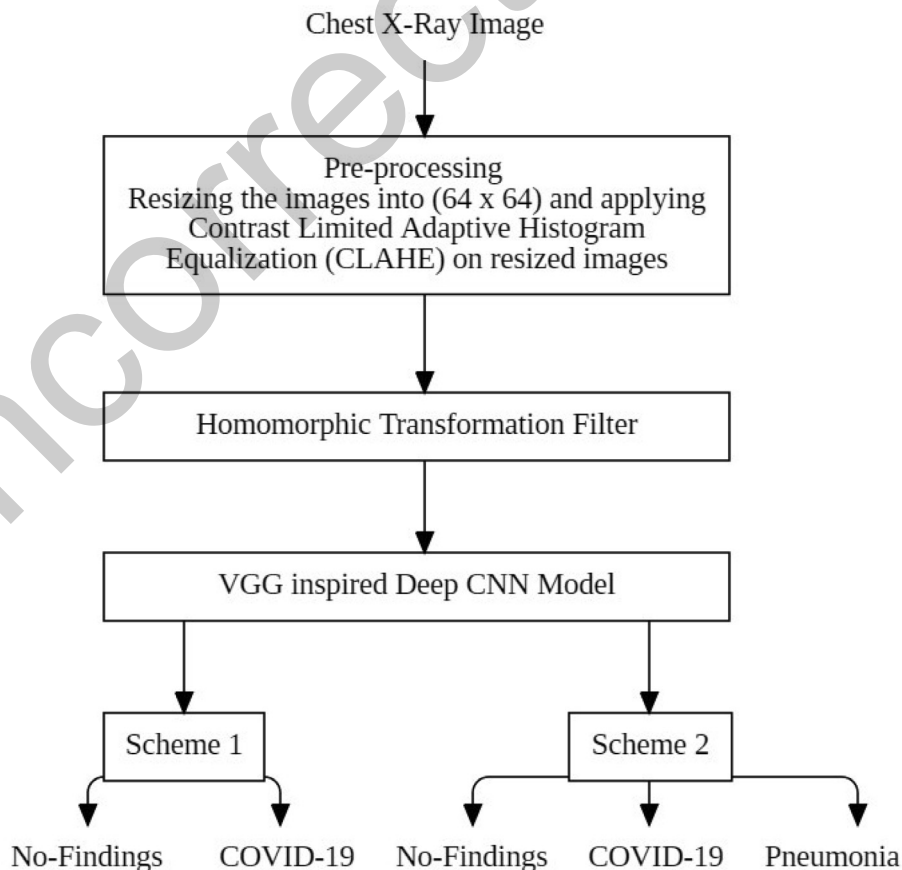 Chest X-Ray Image
Pre-processing
Resizing the images into (64 x 64) and applying
Contrast Limited Adaptive Histogram
Equalization (CLAHE) on resized images
Homomorphic Transformation Filter
VGG inspired Deep CNN Model
Scheme 1
Scheme 2
No-Findings
COVID-19
No-Findings
COVID-19
Pneumonia